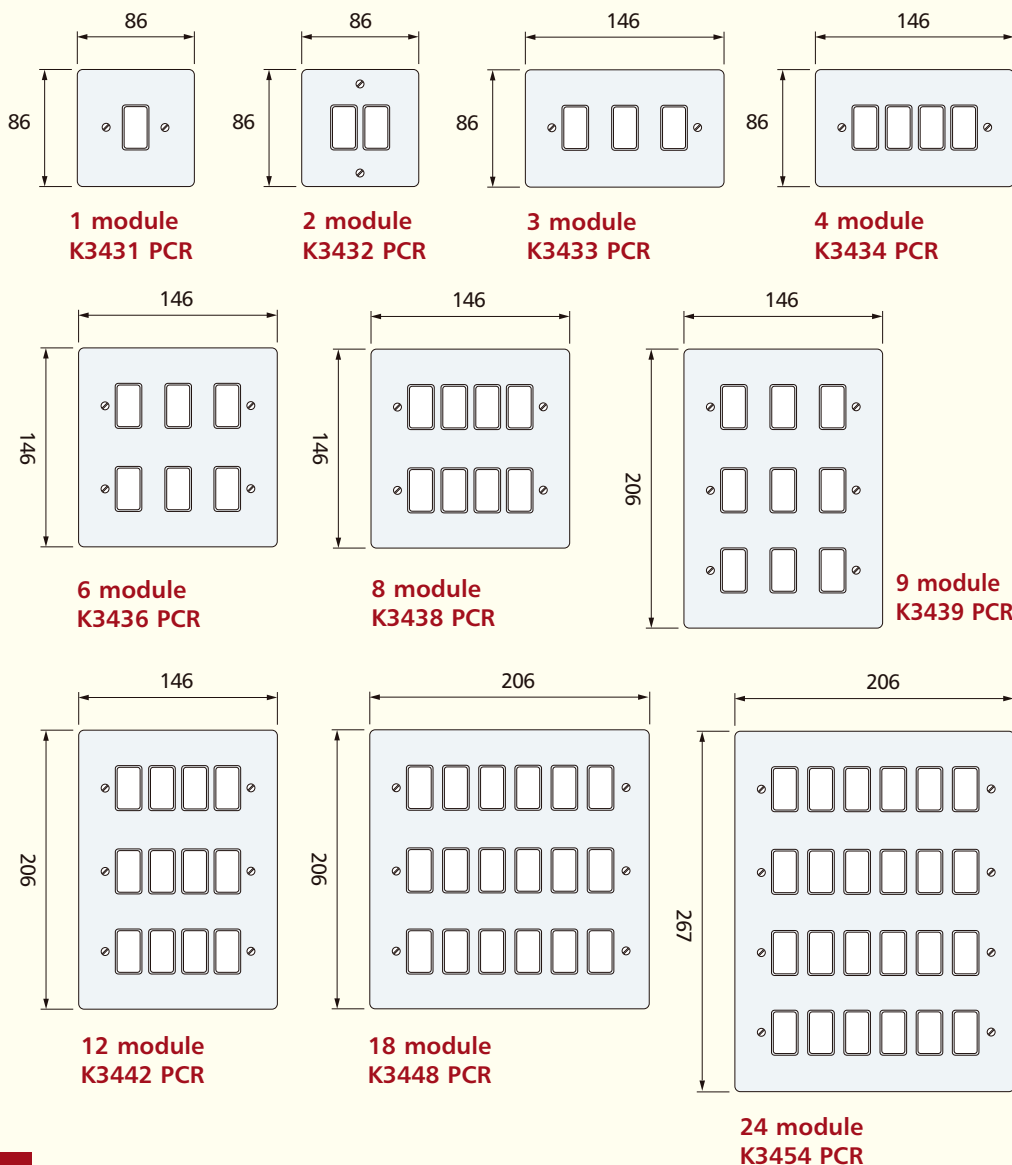 86
86
146
146
86
86
86
86
1 module
K3431 PCR
2 module
K3432 PCR
3 module
K3433 PCR
4 module
K3434 PCR
146
146
146
146
146
206
6 module
K3436 PCR
8 module
K3438 PCR
9 module
K3439 PCR
146
206
206
206
206
267
12 module
K3442 PCR
18 module
K3448 PCR
24 module
K3454 PCR